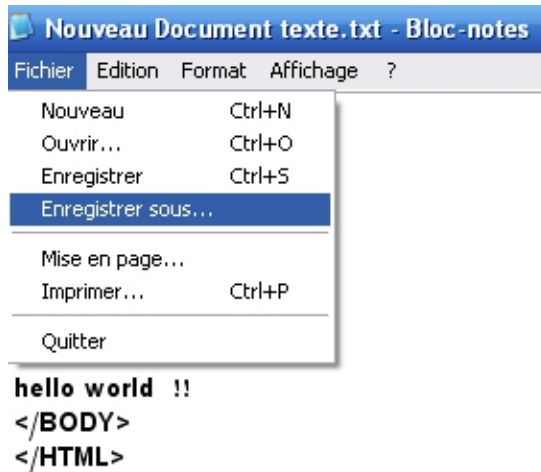 Nouveau Document texte.txt - Bloc-notes
Fichier Edition Format Affichage ?
Nouveau Ctrl+N
Ouvrir... Ctrl+O
Enregistrer Ctrl+S
Enregistrer sous...
Mise en page...
Imprimer... Ctrl+P
Quitter
hello world !!
</BODY>
</HTML>